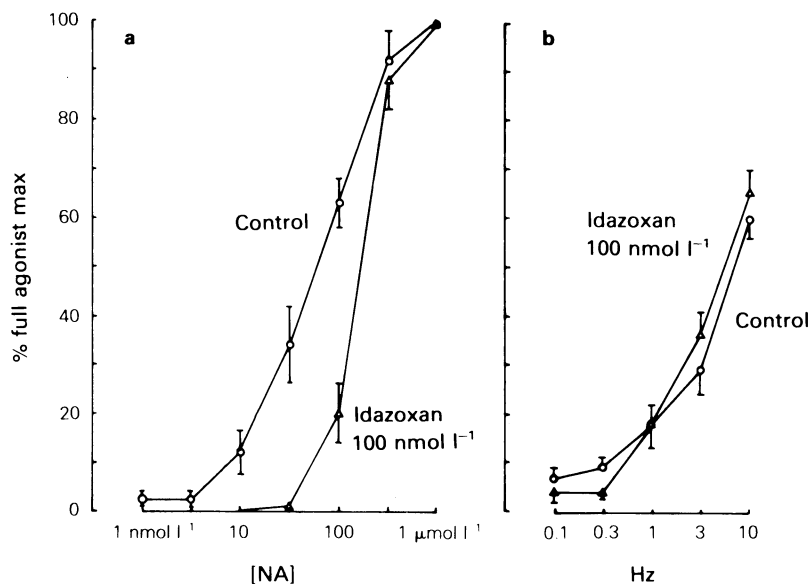 100
80
60
40
20
0
% full agonist max
a
Control
Idazoxan
100 nmol l⁻¹
1 nmol l⁻¹
10
100
1 μmol l⁻¹
[NA]
b
Idazoxan
100 nmol l⁻¹
Control
0.1
0.3
1
3
10
Hz